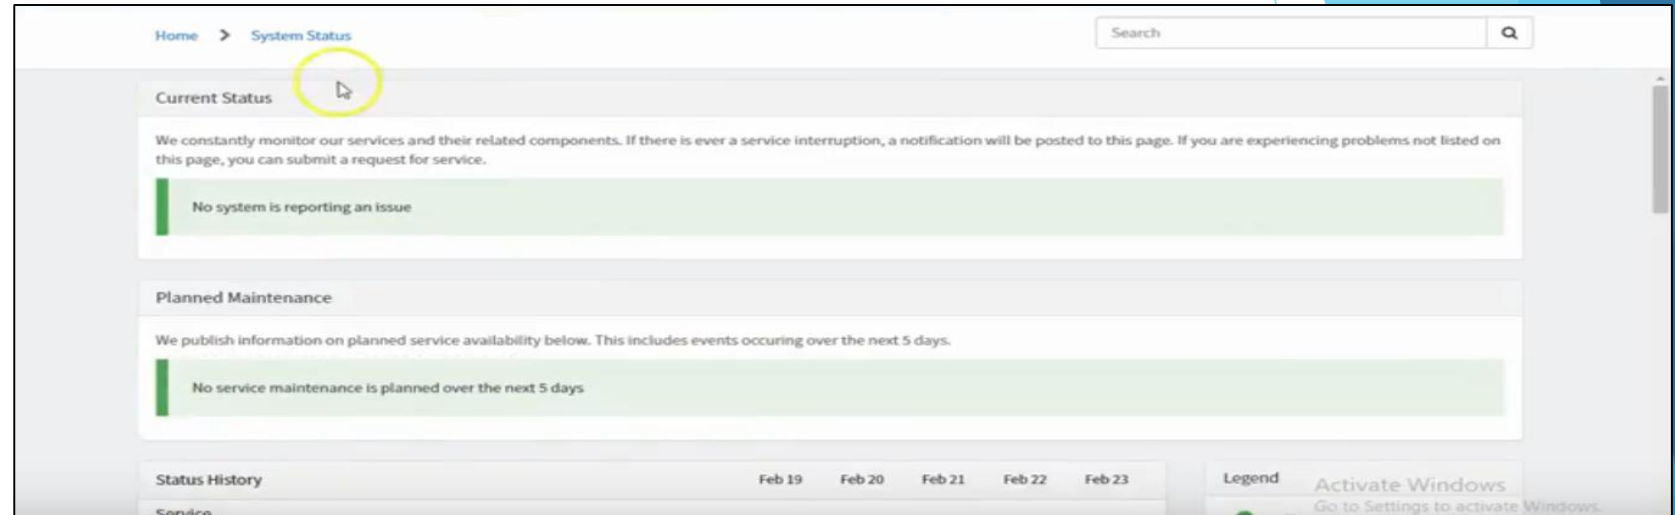 Home > System Status
Search
Current Status
We constantly monitor our services and their related components. If there is ever a service interruption, a notification will be posted to this page. If you are experiencing problems not listed on
this page, you can submit a request for service.
No system is reporting an issue
Planned Maintenance
We publish information on planned service availability below. This includes events occuring over the next 5 days.
No service maintenance is planned over the next 5 days
Status History Feb 19 Feb 20 Feb 21 Feb 22 Feb 23
Service
Legend
Activate Windows
Go to Settings to activate Windows.